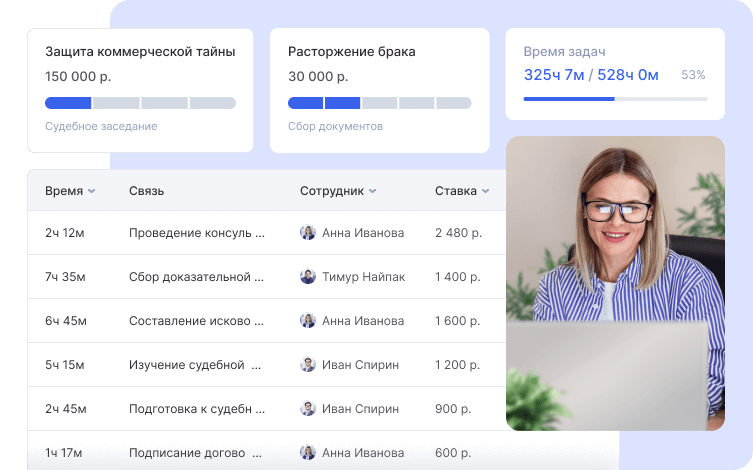 Защита коммерческой тайны
150 000 р.
Судебное заседание
Расторжение брака
30 000 р.
Сбор документов
Время задач
325ч 7м / 528ч 0м 53%
Время Связь Сотрудник Ставка
2ч 12м Проведение консуль ... Анна Иванова 2 480 р.
7ч 35м Сбор доказательной ... Тимур Найпак 1 400 р.
6ч 45м Составление исково ... Анна Иванова 1 600 р.
5ч 15м Изучение судебной ... Иван Спирин 1 200 р.
2ч 45м Подготовка к судебн ... Иван Спирин 900 р.
1ч 17м Подписание догово ... Анна Иванова 600 р.